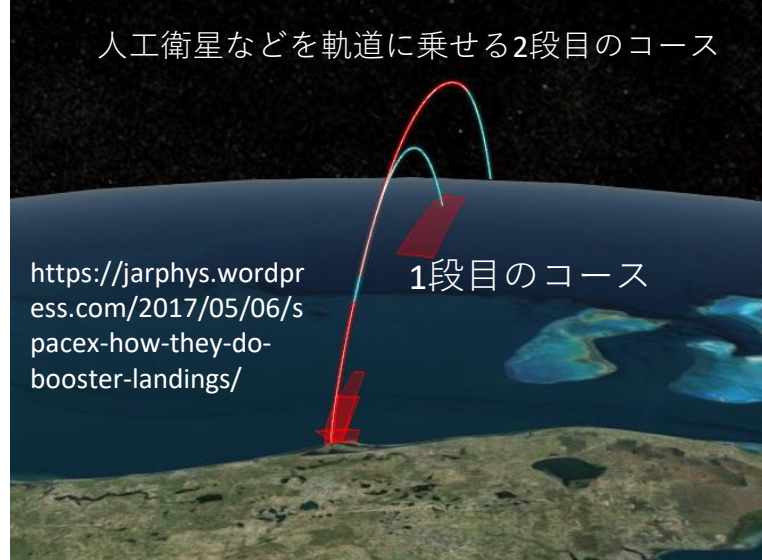 人工衛星などを軌道に乗せる2段目のコース
https://jarphys.wordpr
ess.com/2017/05/06/s
pacex-how-they-do-
booster-landings/
1段目のコース